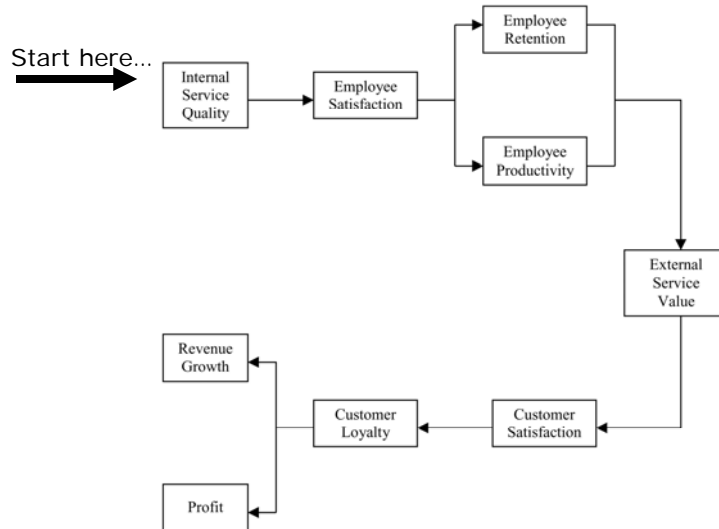 Start here...
Internal
Service
Quality
Employee
Satisfaction
Employee
Retention
Employee
Productivity
External
Service
Value
Customer
Satisfaction
Customer
Loyalty
Revenue
Growth
Profit